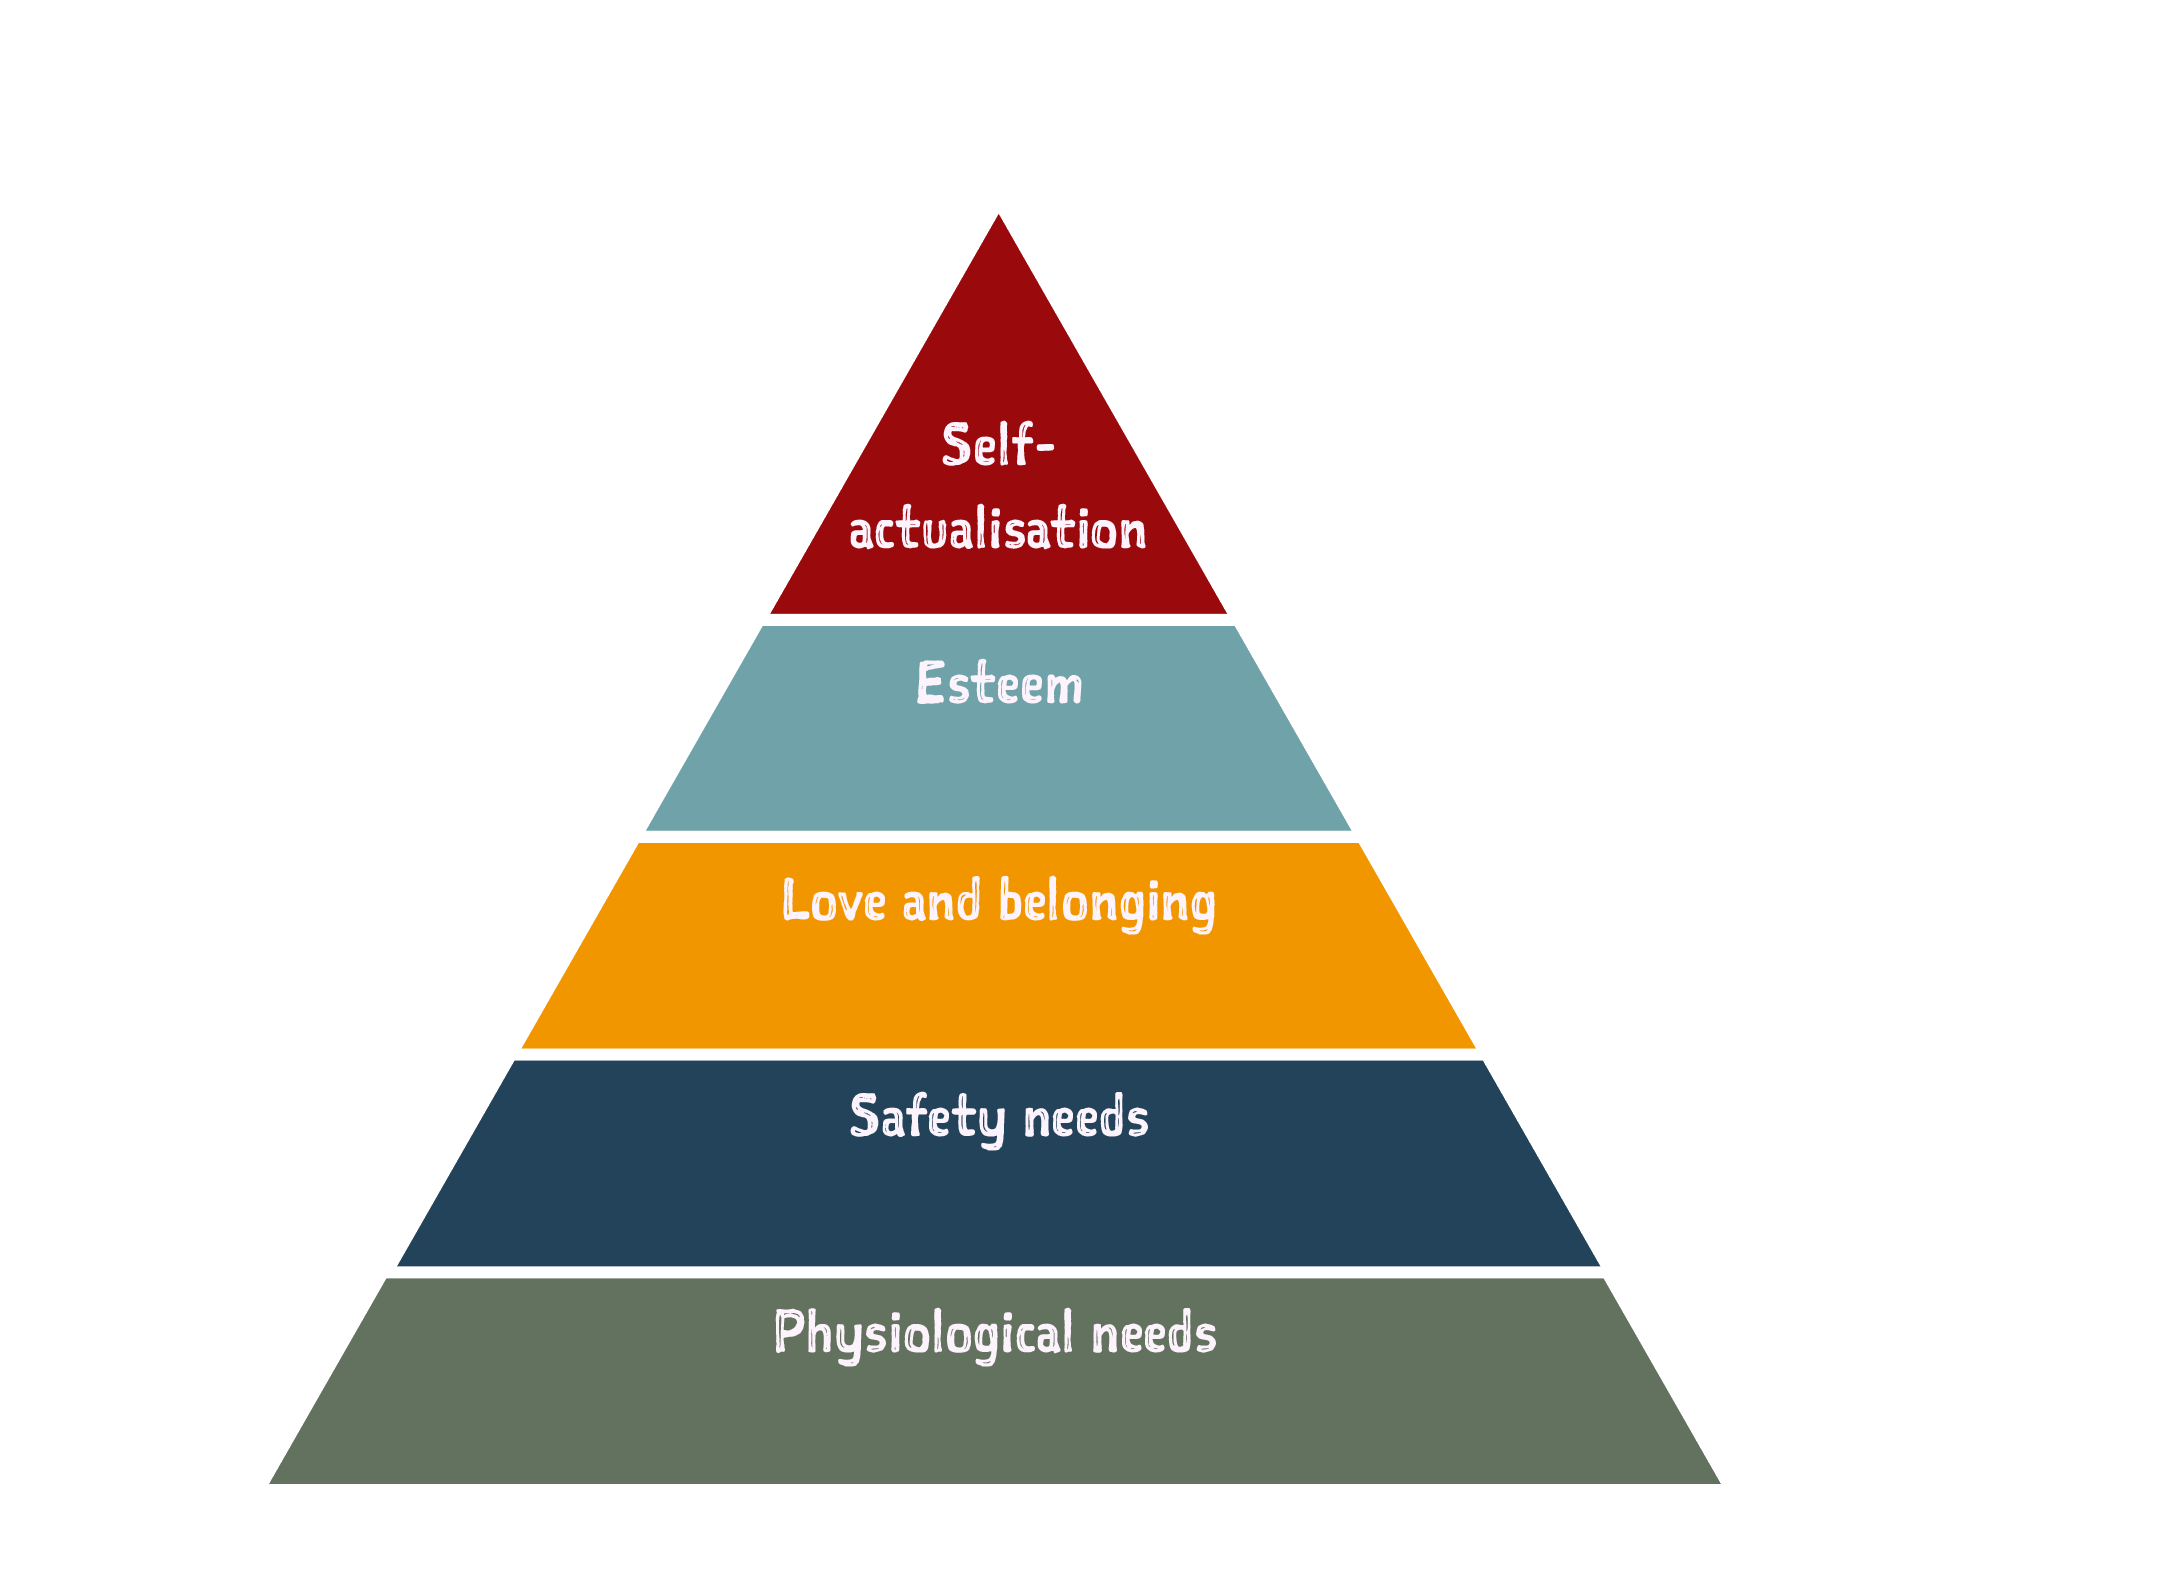 Self-
actualisation
Esteem
Love and belonging
Safety needs
Physiological needs